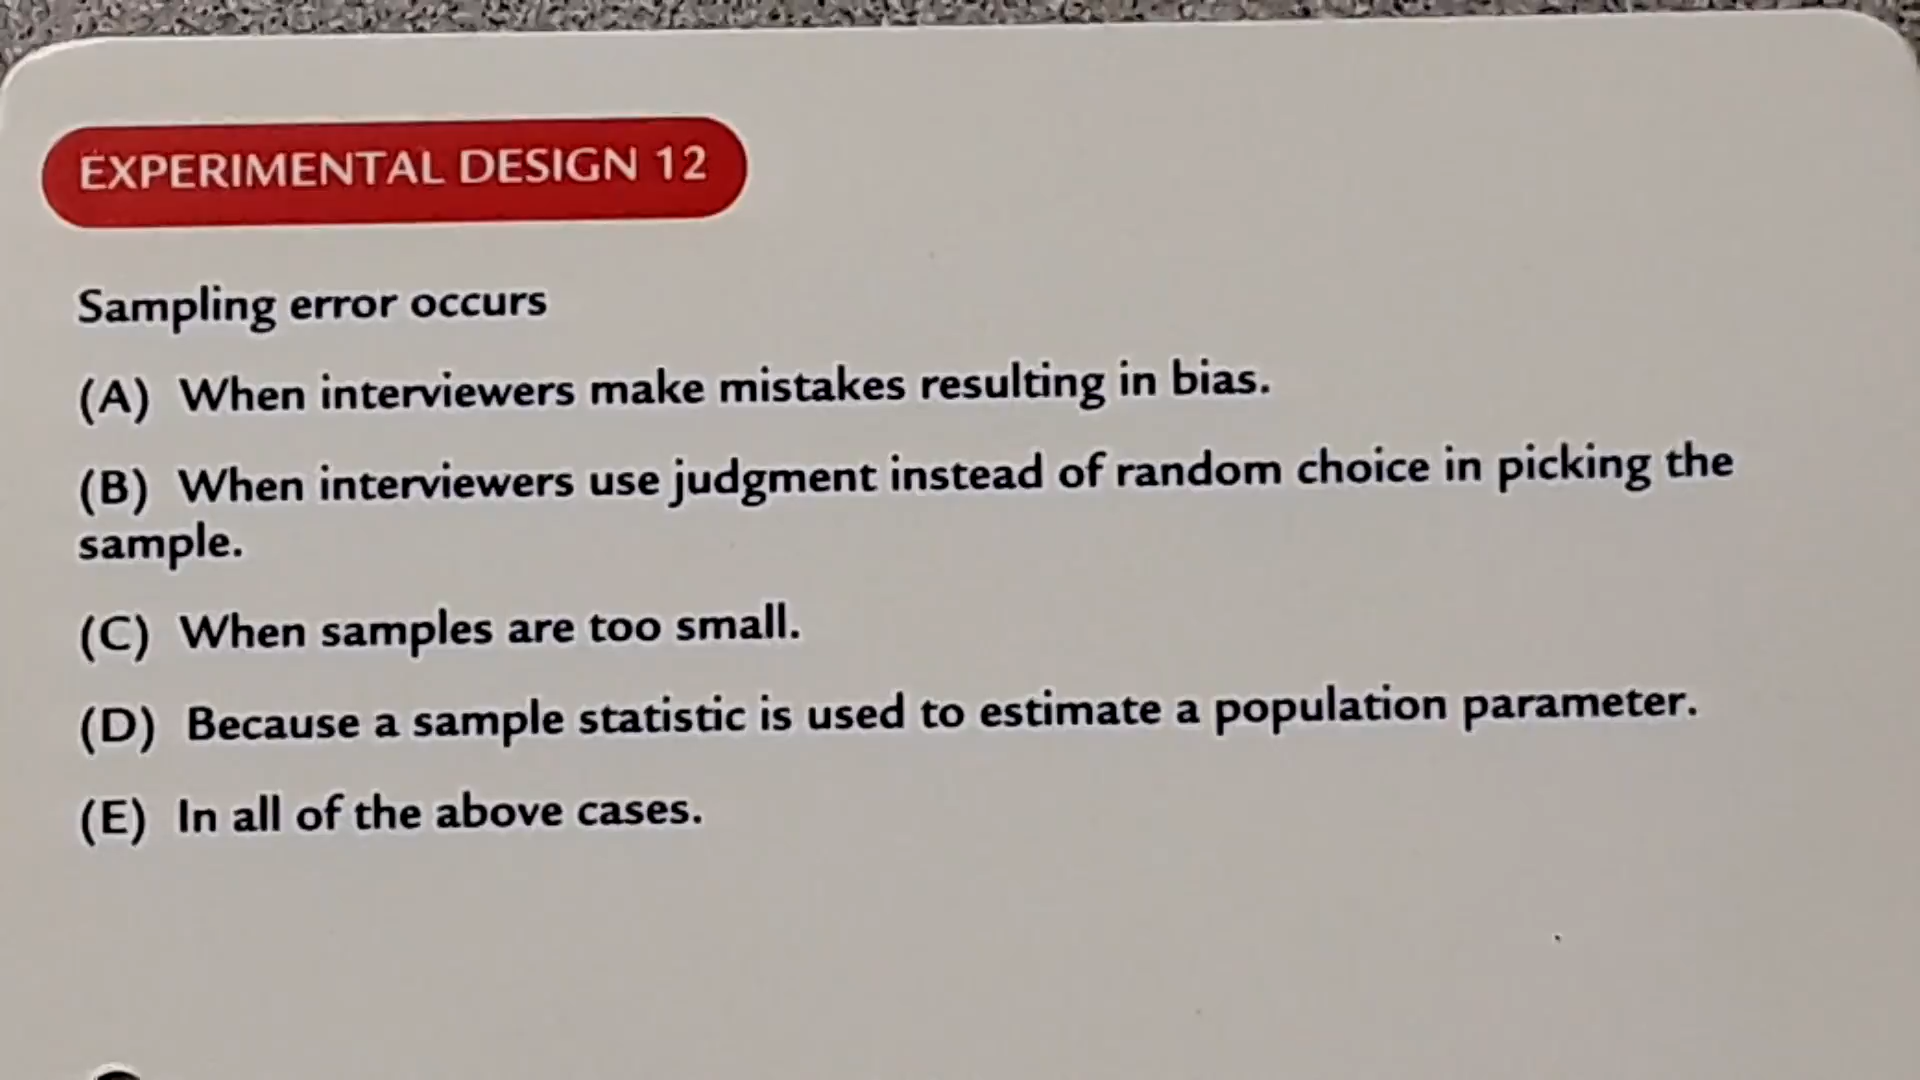 EXPERIMENTAL DESIGN 12
Sampling error occurs
(A) When interviewers make mistakes resulting in bias.
(B) When interviewers use judgment instead of random choice in picking the
sample.
(C) When samples are too small.
(D) Because a sample statistic is used to estimate a population parameter.
(E) In all of the above cases.